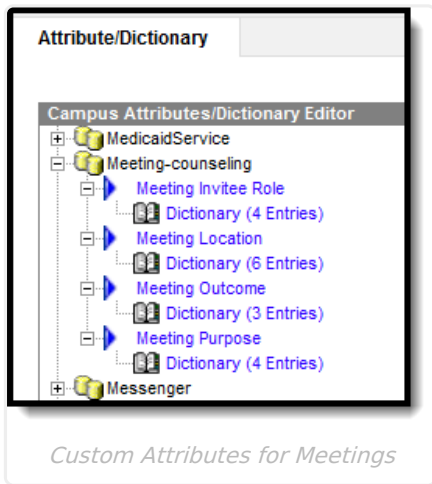 Attribute/Dictionary
Campus Attributes/Dictionary Editor
MedicaidService
Meeting-counseling
Meeting Invitee Role
Dictionary (4 Entries)
Meeting Location
Dictionary (6 Entries)
Meeting Outcome
Dictionary (3 Entries)
Meeting Purpose
Dictionary (4 Entries)
Messenger
Custom Attributes for Meetings